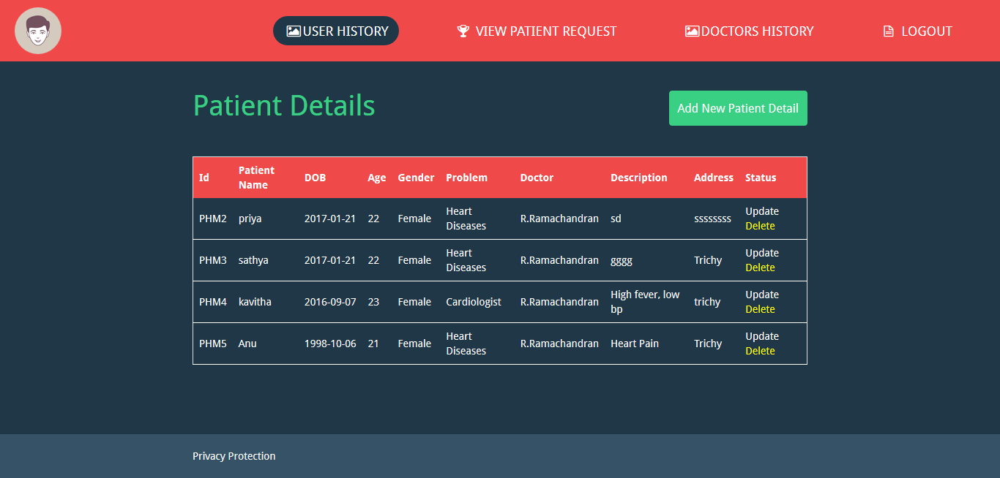 USER HISTORY VIEW PATIENT REQUEST DOCTORS HISTORY LOGOUT
Patient Details
Add New Patient Detail
Id Patient Name DOB Age Gender Problem Doctor Description Address Status
PHM2 priya 2017-01-21 22 Female Heart Diseases R.Ramachandran sd ssssssss Update Delete
PHM3 sathya 2017-01-21 22 Female Heart Diseases R.Ramachandran gggg Trichy Update Delete
PHM4 kavitha 2016-09-07 23 Female Cardiologist R.Ramachandran High fever, low bp trichy Update Delete
PHM5 Anu 1998-10-06 21 Female Heart Diseases R.Ramachandran Heart Pain Trichy Update Delete
Privacy Protection